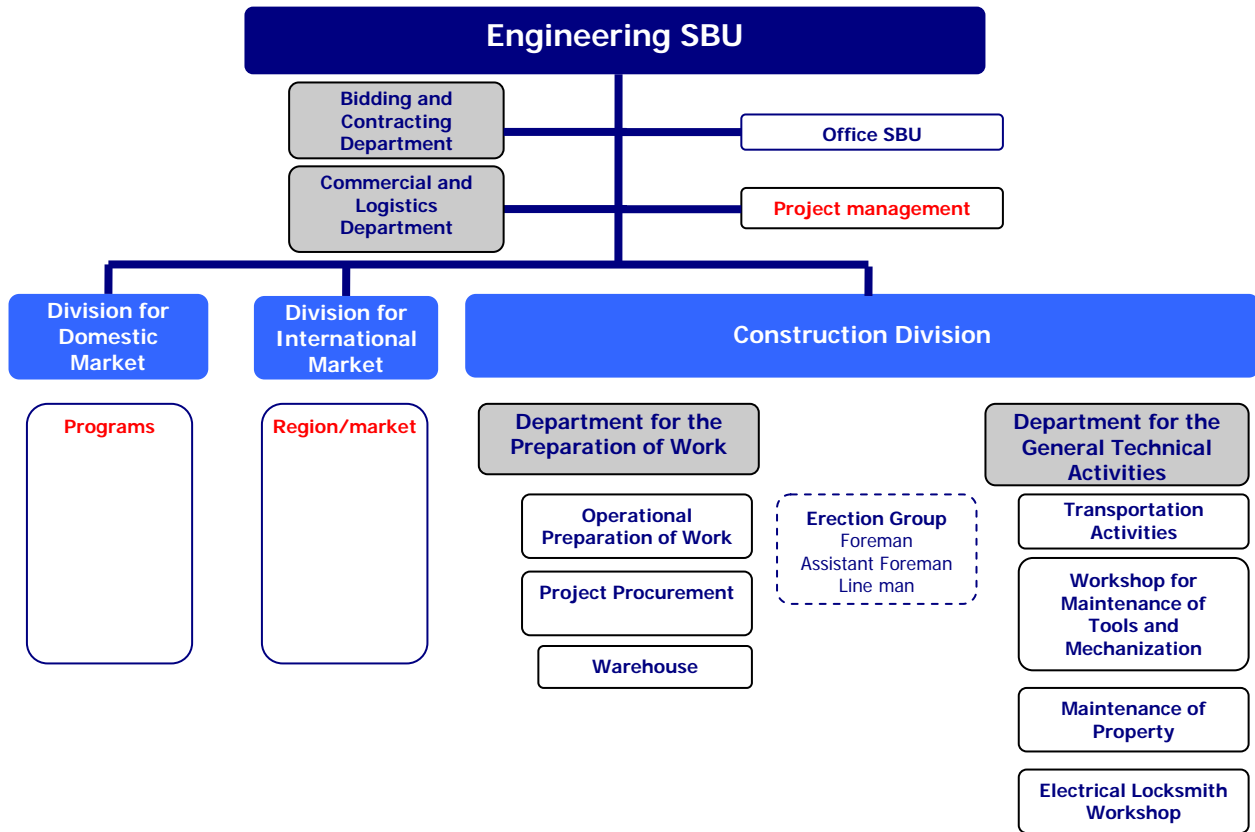 Engineering SBU
Bidding and
Contracting
Department
Office SBU
Commercial and
Logistics
Department
Project management
Division for
Domestic
Market
Division for
International
Market
Construction Division
Programs
Region/market
Department for the
Preparation of Work
Operational
Preparation of Work
Project Procurement
Warehouse
Erection Group
Foreman
Assistant Foreman
Line man
Department for the
General Technical
Activities
Transportation
Activities
Workshop for
Maintenance of
Tools and
Mechanization
Maintenance of
Property
Electrical Locksmith
Workshop